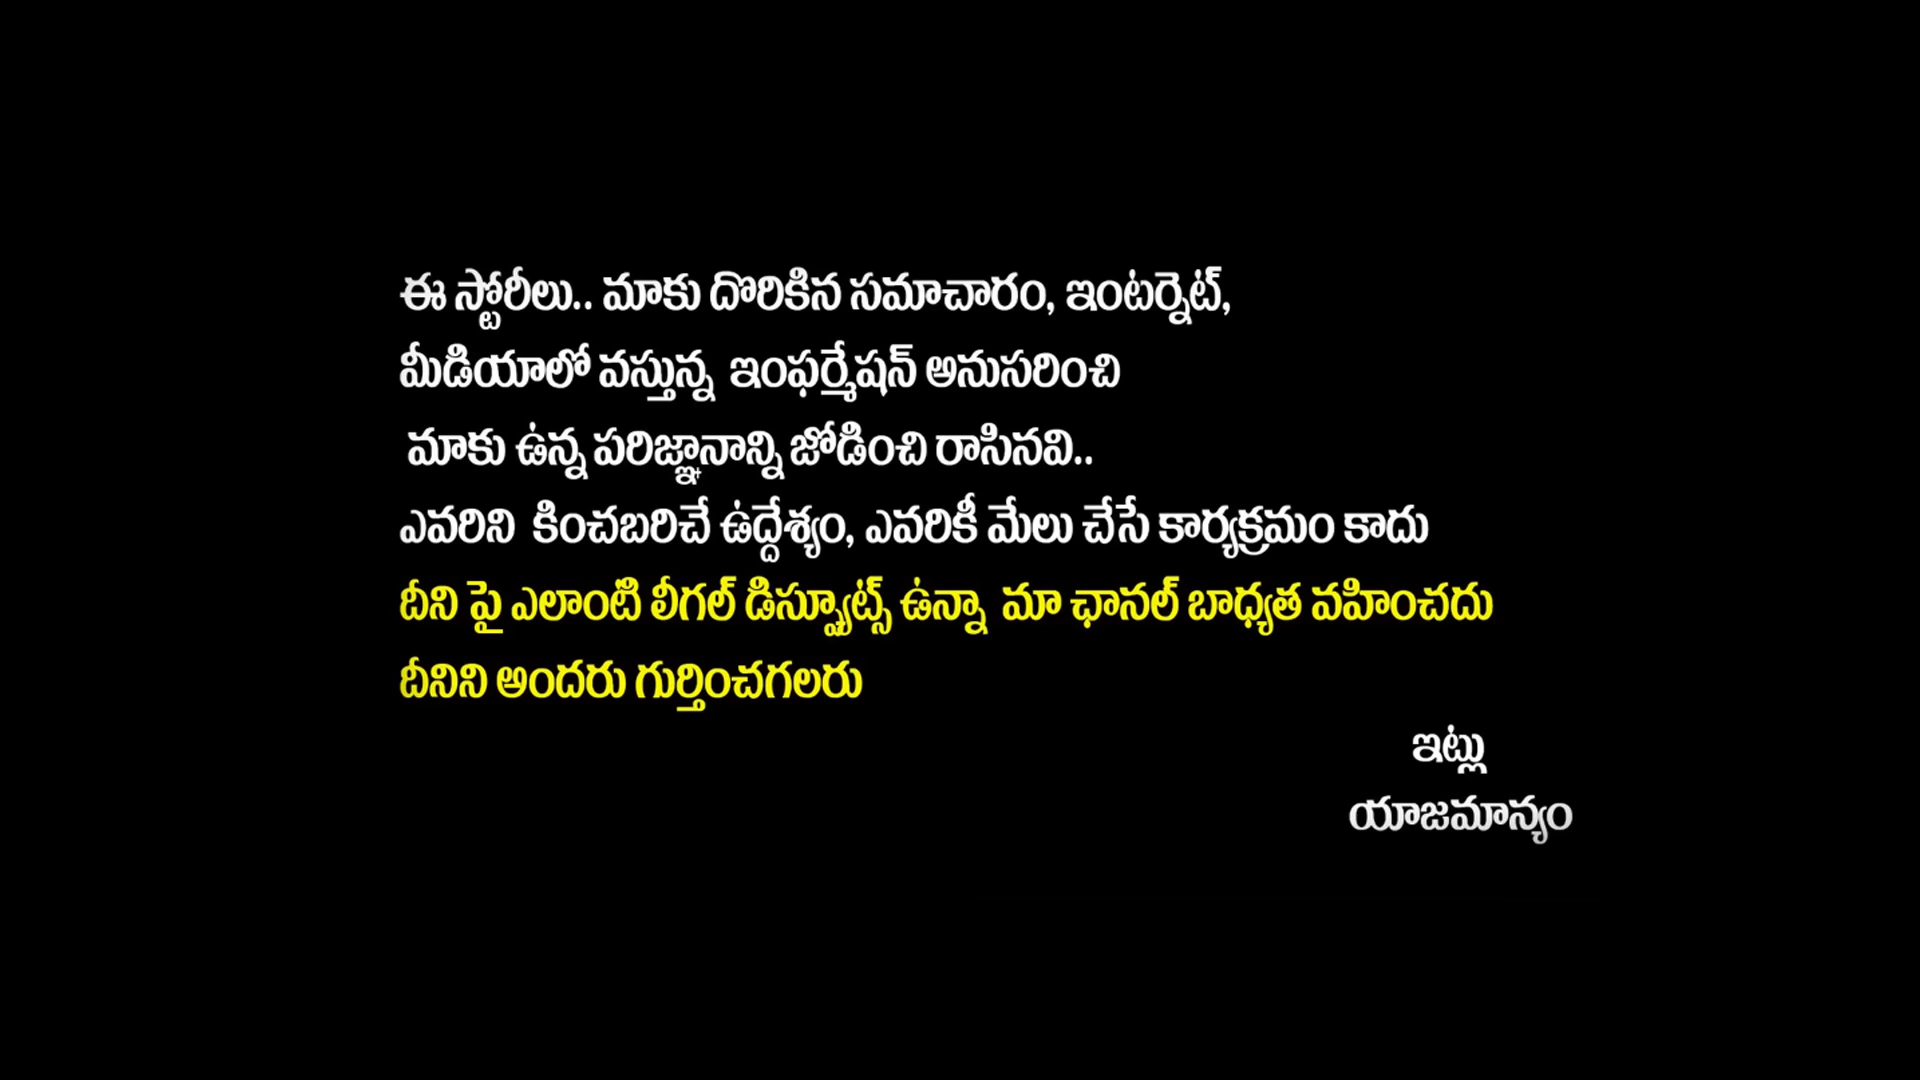 ఈ స్టోరీలు.. మాకు దొరికిన సమాచారం, ఇంటర్నెట్,
మీడియాలో వస్తున్న ఇంఫర్మేషన్ అనుసరించి
మాకు ఉన్న పరిజ్ఞానాన్ని జోడించి రాసినవి..
ఎవరిని కించబరిచే ఉద్దేశ్యం, ఎవరికీ మేలు చేసే కార్యక్రమం కాదు
దీని పై ఎలాంటి లీగల్ డిస్ప్యూట్స్ ఉన్నా మా ఛానల్ బాధ్యత వహించదు
దీనిని అందరు గుర్తించగలరు
ఇట్లు
యాజమాన్యం